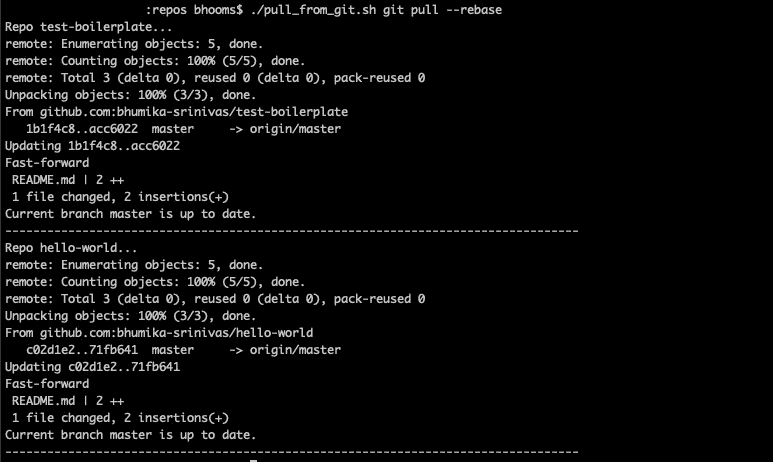 :repos bhooms$ ./pull_from_git.sh git pull --rebase
Repo test-boilerplate...
remote: Enumerating objects: 5, done.
remote: Counting objects: 100% (5/5), done.
remote: Total 3 (delta 0), reused 0 (delta 0), pack-reused 0
Unpacking objects: 100% (3/3), done.
From github.com:bhumika-srinivas/test-boilerplate
   1b1f4c8..acc6022  master     -> origin/master
Updating 1b1f4c8..acc6022
Fast-forward
 README.md | 2 ++
 1 file changed, 2 insertions(+)
Current branch master is up to date.
----------------------------------------------------------------------------------
Repo hello-world...
remote: Enumerating objects: 5, done.
remote: Counting objects: 100% (5/5), done.
remote: Total 3 (delta 0), reused 0 (delta 0), pack-reused 0
Unpacking objects: 100% (3/3), done.
From github.com:bhumika-srinivas/hello-world
   c02d1e2..71fb641  master     -> origin/master
Updating c02d1e2..71fb641
Fast-forward
 README.md | 2 ++
 1 file changed, 2 insertions(+)
Current branch master is up to date.
----------------------------------------------------------------------------------